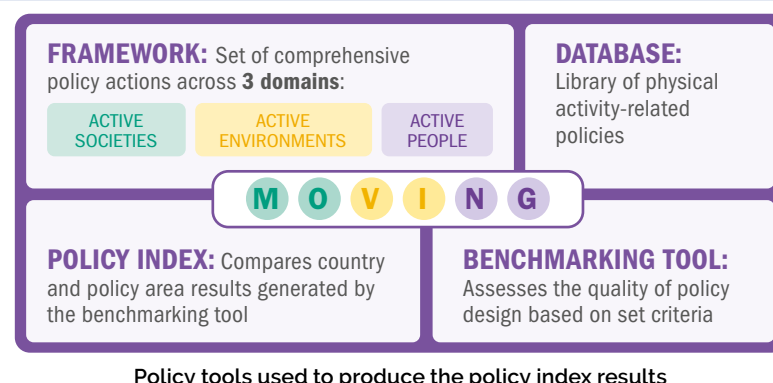 FRAMEWORK: Set of comprehensive
policy actions across 3 domains:
ACTIVE
SOCIETIES
ACTIVE
ENVIRONMENTS
ACTIVE
PEOPLE
DATABASE:
Library of physical
activity-related
policies
MOVING
POLICY INDEX: Compares country
and policy area results generated by
the benchmarking tool
BENCHMARKING TOOL:
Assesses the quality of policy
design based on set criteria
Policy tools used to produce the policy index results